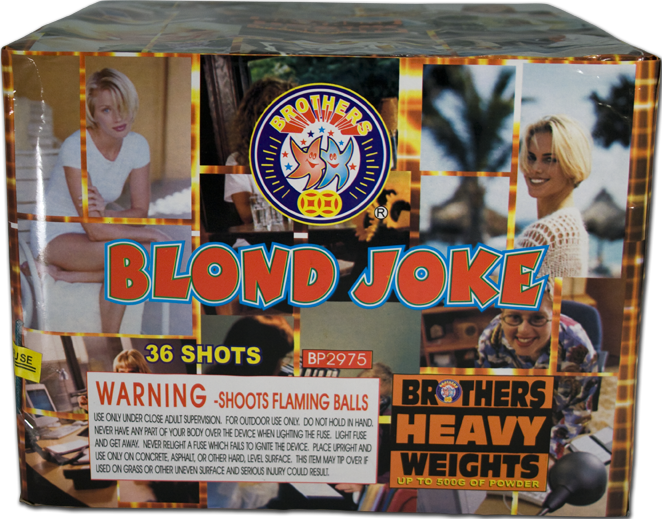 BROTHERS
®
BLOND JOKE
36 SHOTS
BP2975
USE
WARNING -SHOOTS FLAMING BALLS
USE ONLY UNDER CLOSE ADULT SUPERVISION. FOR OUTDOOR USE ONLY. DO NOT HOLD IN HAND.
NEVER HAVE ANY PART OF YOUR BODY OVER THE DEVICE WHEN LIGHTING THE FUSE. LIGHT FUSE
AND GET AWAY. NEVER RELIGHT A FUSE WHICH FAILS TO IGNITE THE DEVICE. PLACE UPRIGHT AND
USE ONLY ON CONCRETE, ASPHALT, OR OTHER HARD, LEVEL SURFACE. THIS ITEM MAY TIP OVER IF
USED ON GRASS OR OTHER UNEVEN SURFACE AND SERIOUS INJURY COULD RESULT.
BROTHERS
HEAVY
WEIGHTS
UP TO 500G OF POWDER